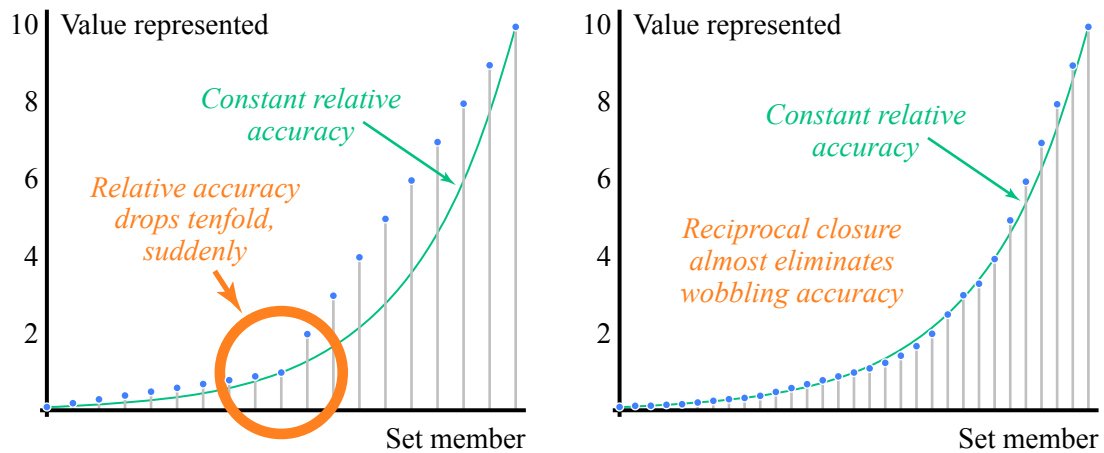 10
Value represented
8
6
4
2
Constant relative
accuracy
Relative accuracy
drops tenfold,
suddenly
Set member
10
Value represented
8
6
4
2
Constant relative
accuracy
Reciprocal closure
almost eliminates
wobbling accuracy
Set member